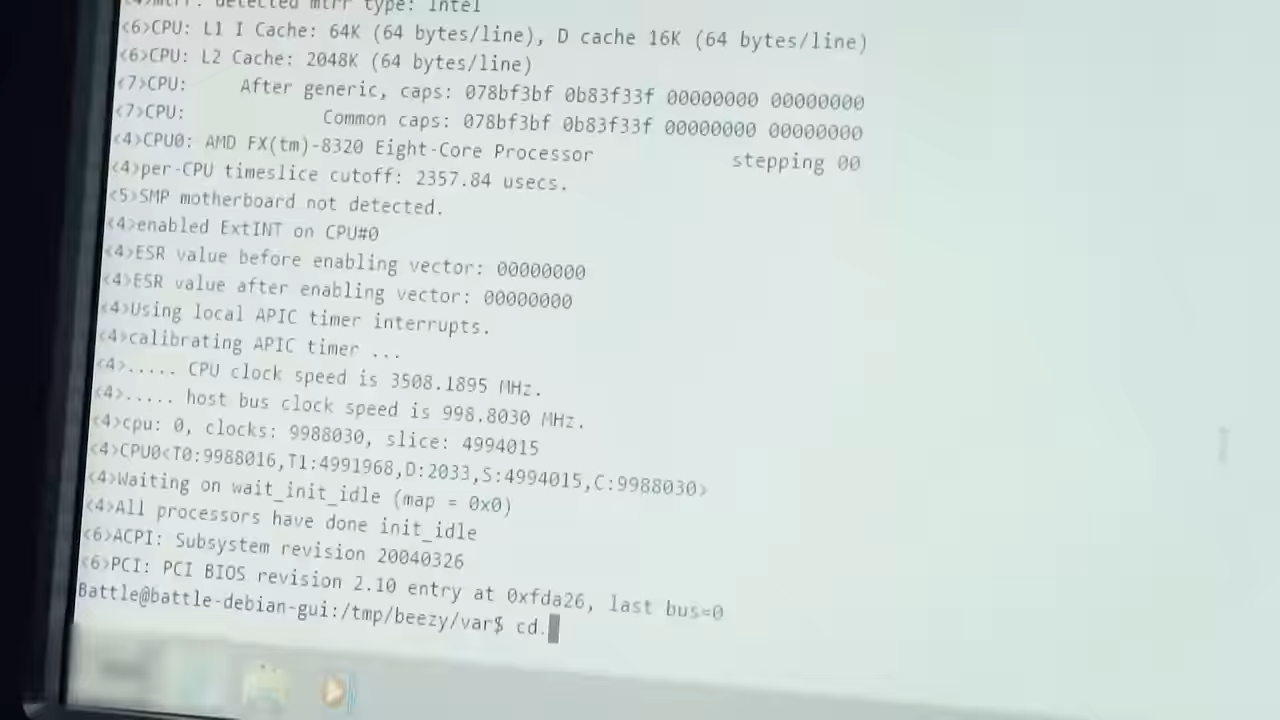 <4>mtrr: detected mtrr type: Intel
<6>CPU: L1 I Cache: 64K (64 bytes/line), D cache 16K (64 bytes/line)
<6>CPU: L2 Cache: 2048K (64 bytes/line)
<7>CPU:     After generic, caps: 078bf3bf 0b83f33f 00000000 00000000
<7>CPU:             Common caps: 078bf3bf 0b83f33f 00000000 00000000
<4>CPU0: AMD FX(tm)-8320 Eight-Core Processor             stepping 00
<4>per-CPU timeslice cutoff: 2357.84 usecs.
<5>SMP motherboard not detected.
<4>enabled ExtINT on CPU#0
<4>ESR value before enabling vector: 00000000
<4>ESR value after enabling vector: 00000000
<4>Using local APIC timer interrupts.
<4>calibrating APIC timer ...
<4>..... CPU clock speed is 3508.1895 MHz.
<4>..... host bus clock speed is 998.8030 MHz.
<4>cpu: 0, clocks: 9988030, slice: 4994015
<4>CPU0<T0:9988016,T1:4991968,D:2033,S:4994015,C:9988030>
<4>Waiting on wait_init_idle (map = 0x0)
<4>All processors have done init_idle
<6>ACPI: Subsystem revision 20040326
<6>PCI: PCI BIOS revision 2.10 entry at 0xfda26, last bus=0
Battle@battle-debian-gui:/tmp/beezy/var$ cd.